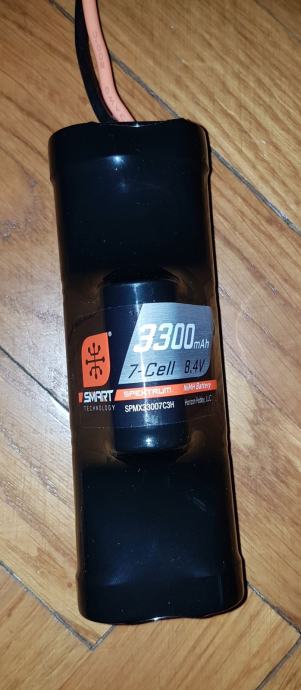 3300mAh
7-Cell 8.4V
SMART
TECHNOLOGY
SPEKTRUM NiMH Battery
SPMX33007C3H Horizon Hobby, LLC